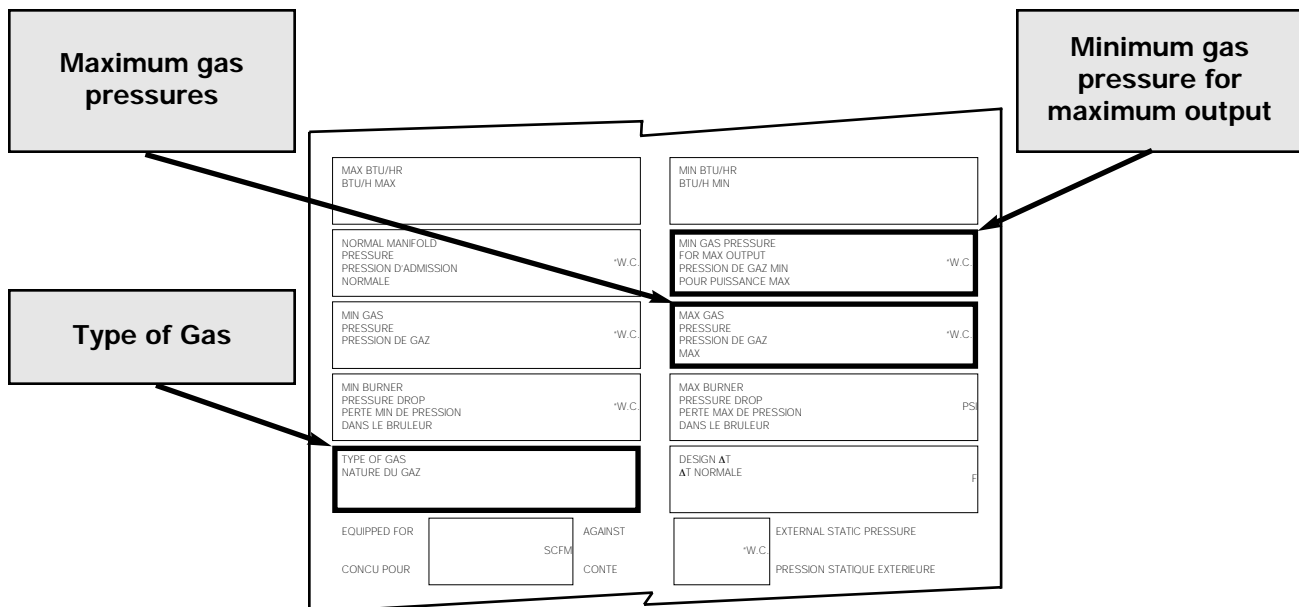 Maximum gas
pressures
Minimum gas
pressure for
maximum output
Type of Gas
MAX BTU/HR
BTU/H MAX
MIN BTU/HR
BTU/H MIN
NORMAL MANIFOLD
PRESSURE
PRESSION D'ADMISSION
NORMALE
"W.C.
MIN GAS PRESSURE
FOR MAX OUTPUT
PRESSION DE GAZ MIN
POUR PUISSANCE MAX
"W.C.
MIN GAS
PRESSURE
PRESSION DE GAZ
"W.C.
MAX GAS
PRESSURE
PRESSION DE GAZ
MAX
"W.C.
MIN BURNER
PRESSURE DROP
PERTE MIN DE PRESSION
DANS LE BRULEUR
"W.C.
MAX BURNER
PRESSURE DROP
PERTE MAX DE PRESSION
DANS LE BRULEUR
PSI
TYPE OF GAS
NATURE DU GAZ
DESIGN ΔT
ΔT NORMALE
F
EQUIPPED FOR
SCFM
AGAINST
"W.C.
EXTERNAL STATIC PRESSURE
CONCU POUR
CONTE
PRESSION STATIQUE EXTERIEURE